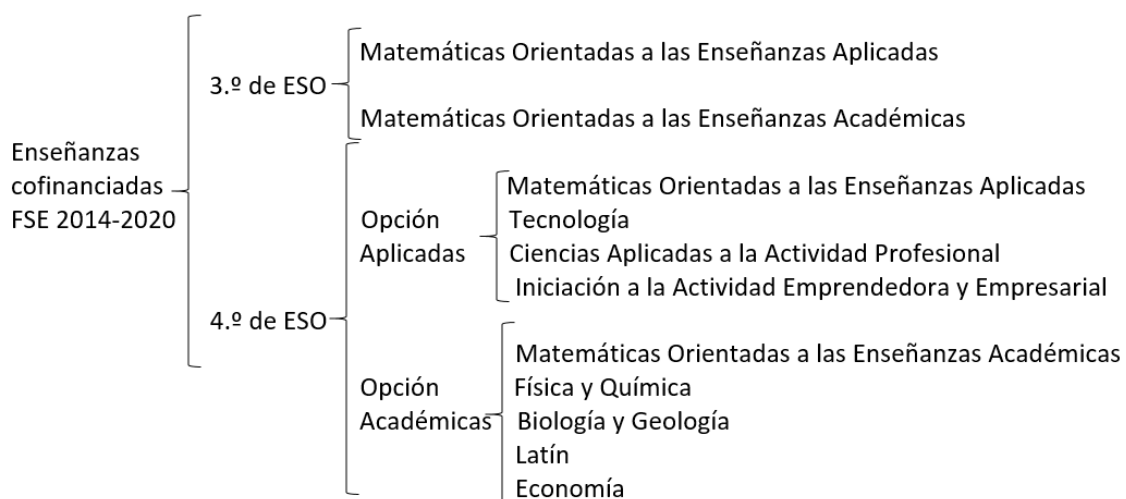 Enseñanzas
cofinanciadas
FSE 2014-2020
3.º de ESO
Matemáticas Orientadas a las Enseñanzas Aplicadas
Matemáticas Orientadas a las Enseñanzas Académicas
4.º de ESO
Opción
Aplicadas
Matemáticas Orientadas a las Enseñanzas Aplicadas
Tecnología
Ciencias Aplicadas a la Actividad Profesional
Iniciación a la Actividad Emprendedora y Empresarial
Opción
Académicas
Matemáticas Orientadas a las Enseñanzas Académicas
Física y Química
Biología y Geología
Latín
Economía